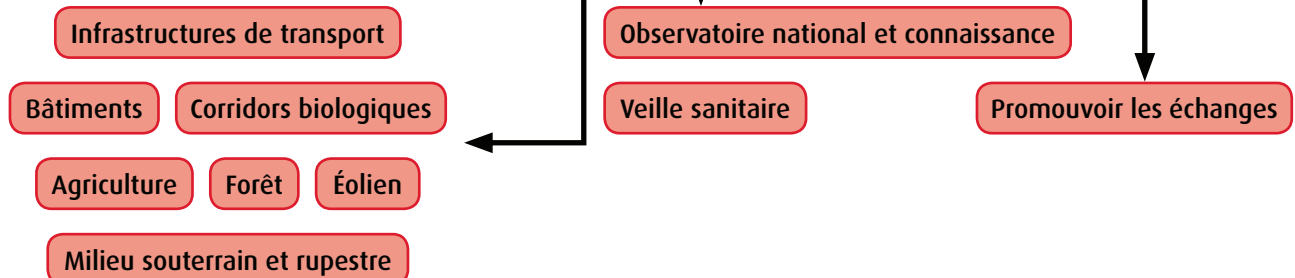 Infrastructures de transport
Observatoire national et connaissance
Bâtiments
Corridors biologiques
Veille sanitaire
Promouvoir les échanges
Agriculture
Forêt
Éolien
Milieu souterrain et rupestre